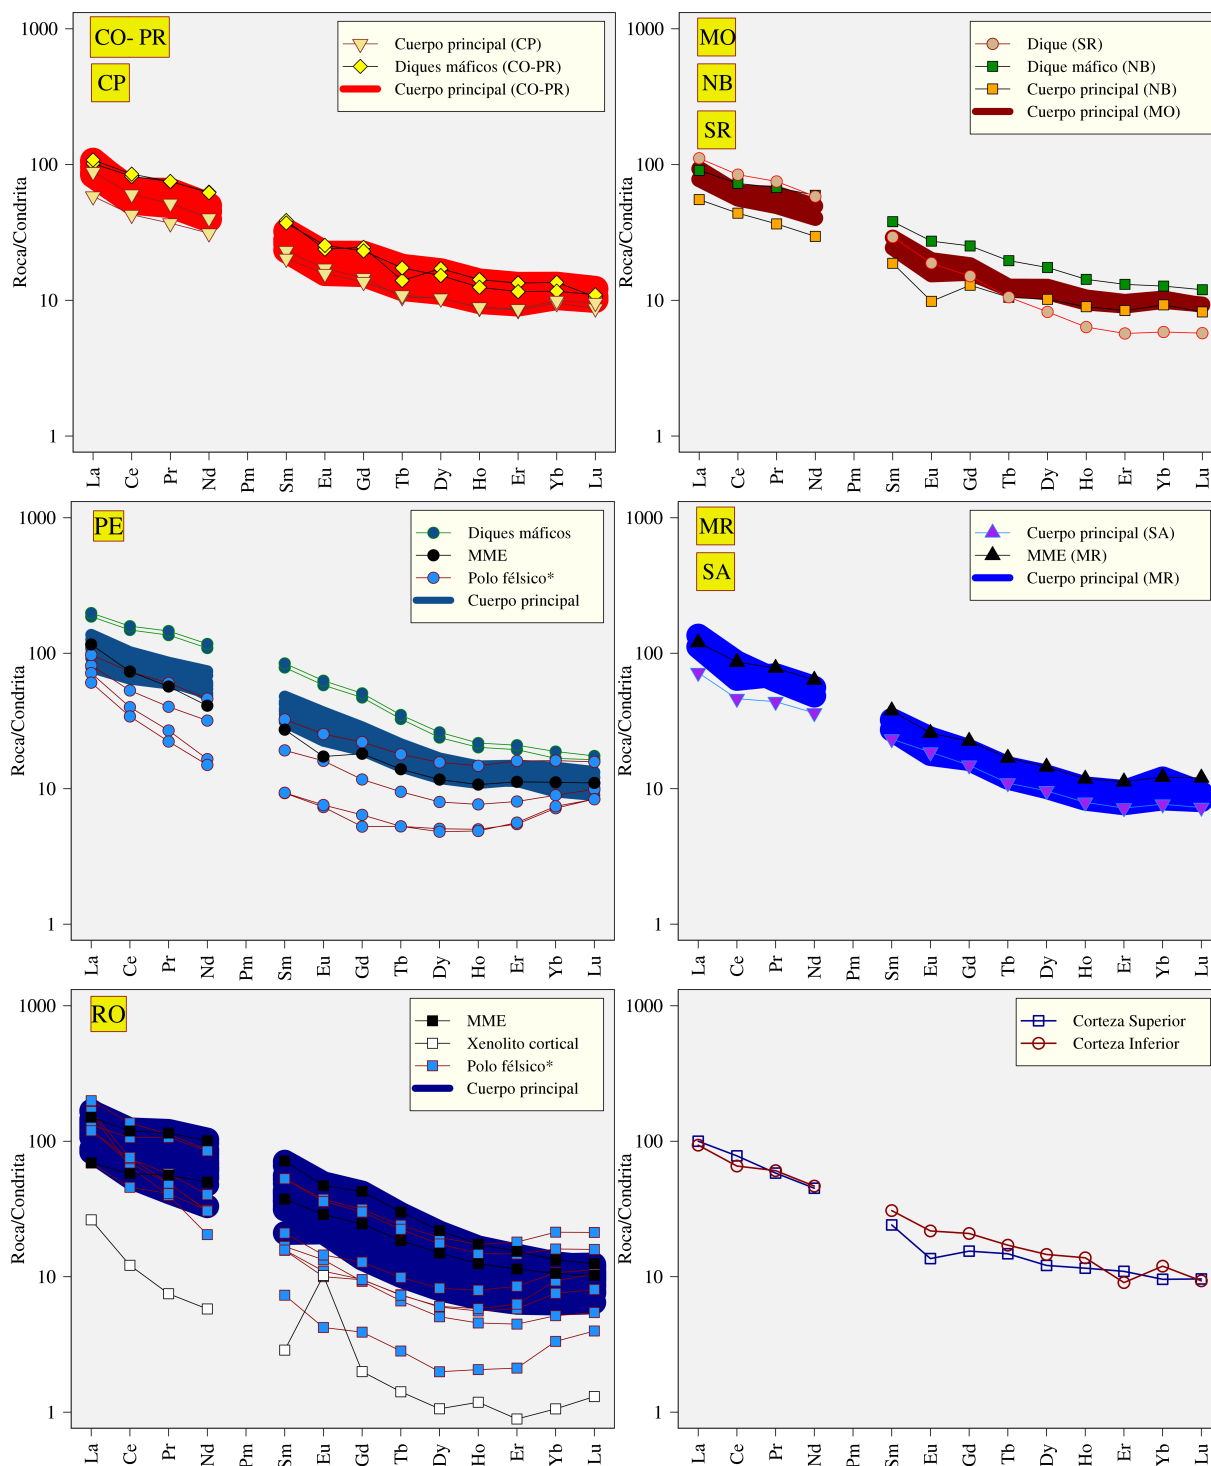 CO- PR
CP
Cuerpo principal (CP)
Diques máficos (CO-PR)
Cuerpo principal (CO-PR)
Roca/Condrita
1000
100
10
1
La Ce Pr Nd Pm Sm Eu Gd Tb Dy Ho Er Yb Lu
MO
NB
SR
Dique (SR)
Dique máfico (NB)
Cuerpo principal (NB)
Cuerpo principal (MO)
Roca/Condrita
1000
100
10
1
La Ce Pr Nd Pm Sm Eu Gd Tb Dy Ho Er Yb Lu
PE
Diques máficos
MME
Polo félsico*
Cuerpo principal
Roca/Condrita
1000
100
10
1
La Ce Pr Nd Pm Sm Eu Gd Tb Dy Ho Er Yb Lu
MR
SA
Cuerpo principal (SA)
MME (MR)
Cuerpo principal (MR)
Roca/Condrita
1000
100
10
1
La Ce Pr Nd Pm Sm Eu Gd Tb Dy Ho Er Yb Lu
RO
MME
Xenolito cortical
Polo félsico*
Cuerpo principal
Roca/Condrita
1000
100
10
1
La Ce Pr Nd Pm Sm Eu Gd Tb Dy Ho Er Yb Lu
Corteza Superior
Corteza Inferior
Roca/Condrita
1000
100
10
1
La Ce Pr Nd Pm Sm Eu Gd Tb Dy Ho Er Yb Lu